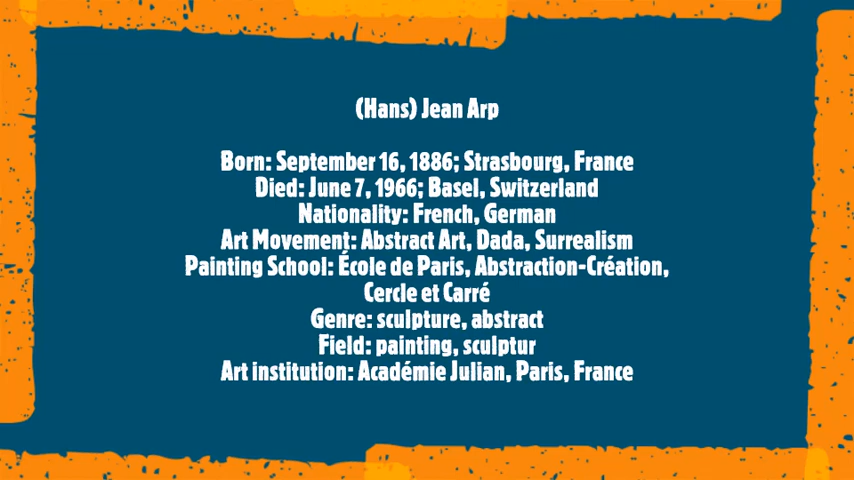 (Hans) Jean Arp
Born: September 16, 1886; Strasbourg, France
Died: June 7, 1966; Basel, Switzerland
Nationality: French, German
Art Movement: Abstract Art, Dada, Surrealism
Painting School: École de Paris, Abstraction-Création,
Cercle et Carré
Genre: sculpture, abstract
Field: painting, sculptur
Art institution: Académie Julian, Paris, France